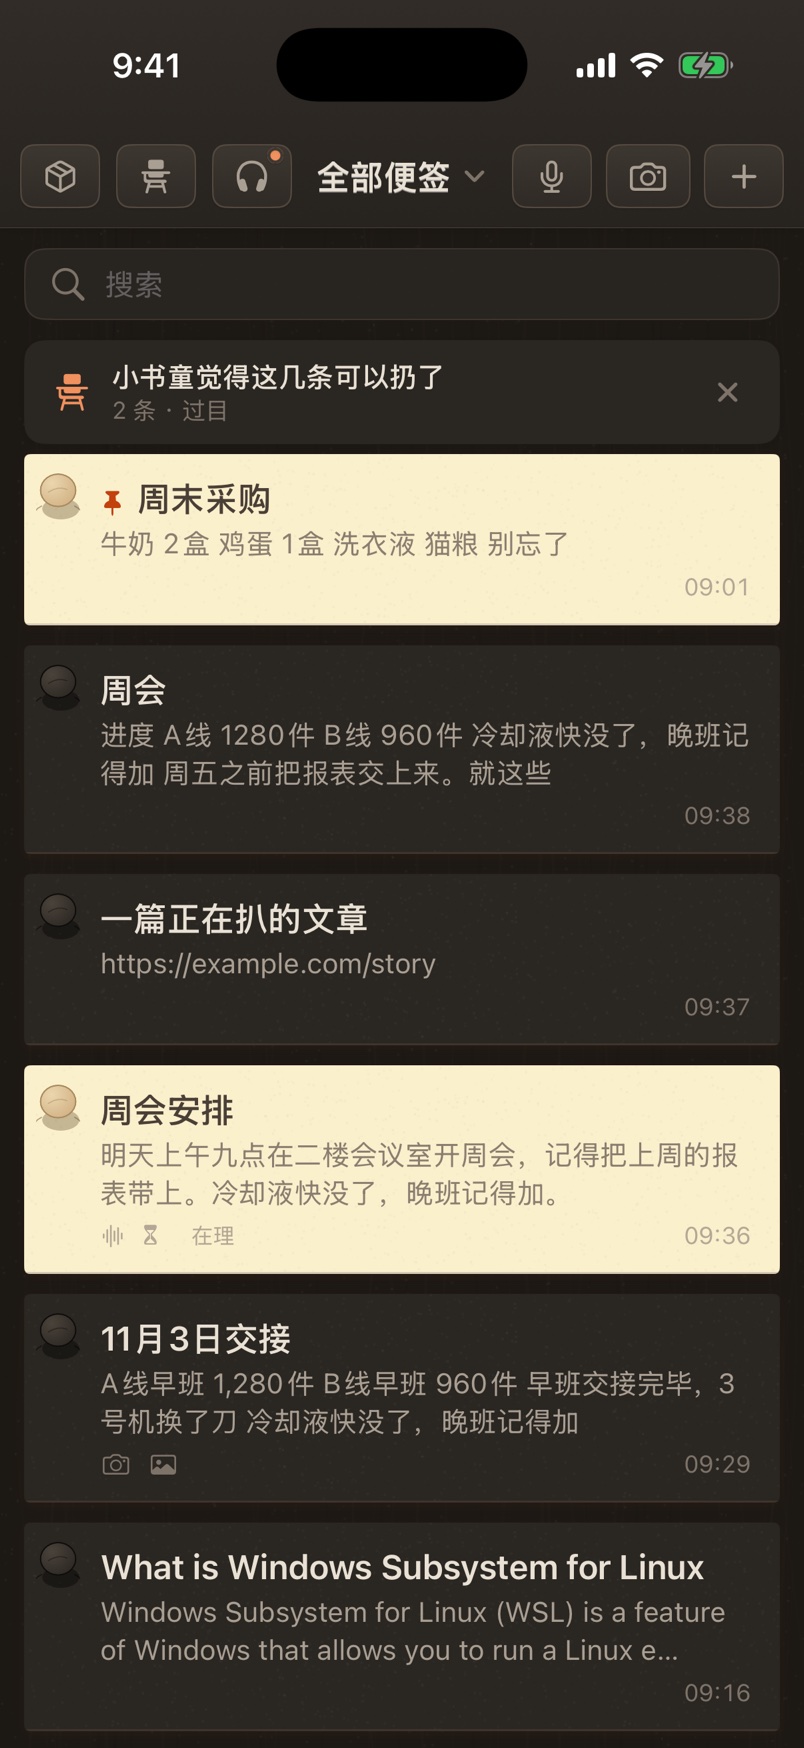 9:41
全部便签
搜索
小书童觉得这几条可以扔了
2 条 · 过目
周末采购
牛奶 2盒 鸡蛋 1盒 洗衣液 猫粮 别忘了
09:01
周会
进度 A线 1280件 B线 960件 冷却液快没了，晚班记
得加 周五之前把报表交上来。就这些
09:38
一篇正在扒的文章
https://example.com/story
09:37
周会安排
明天上午九点在二楼会议室开周会，记得把上周的报
表带上。冷却液快没了，晚班记得加。
在理
09:36
11月3日交接
A线早班 1,280件 B线早班 960件 早班交接完毕，3
号机换了刀 冷却液快没了，晚班记得加
09:29
What is Windows Subsystem for Linux
Windows Subsystem for Linux (WSL) is a feature
of Windows that allows you to run a Linux e...
09:16